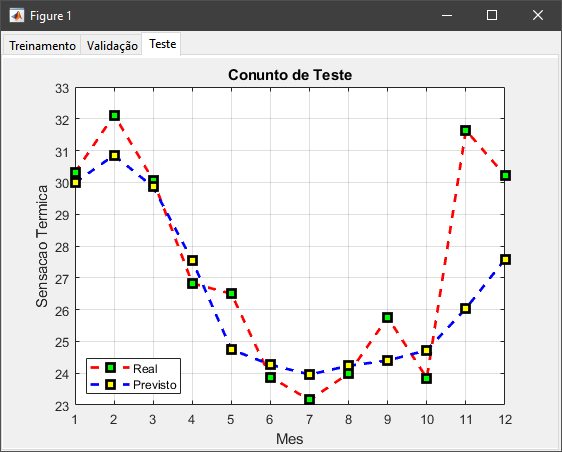 Figure 1
Treinamento Validação Teste
Conunto de Teste
33
32
31
30
29
28
27
26
25
24
23
Sensacao Termica
Real
Previsto
1 2 3 4 5 6 7 8 9 10 11 12
Mes